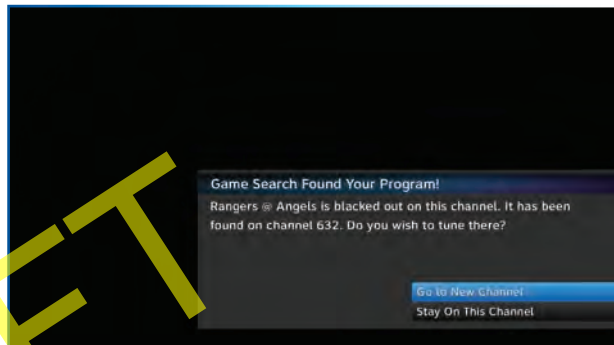 Game Search Found Your Program!
Rangers @ Angels is blacked out on this channel. It has been
found on channel 632. Do you wish to tune there?
Go to New Channel
Stay On This Channel
FT